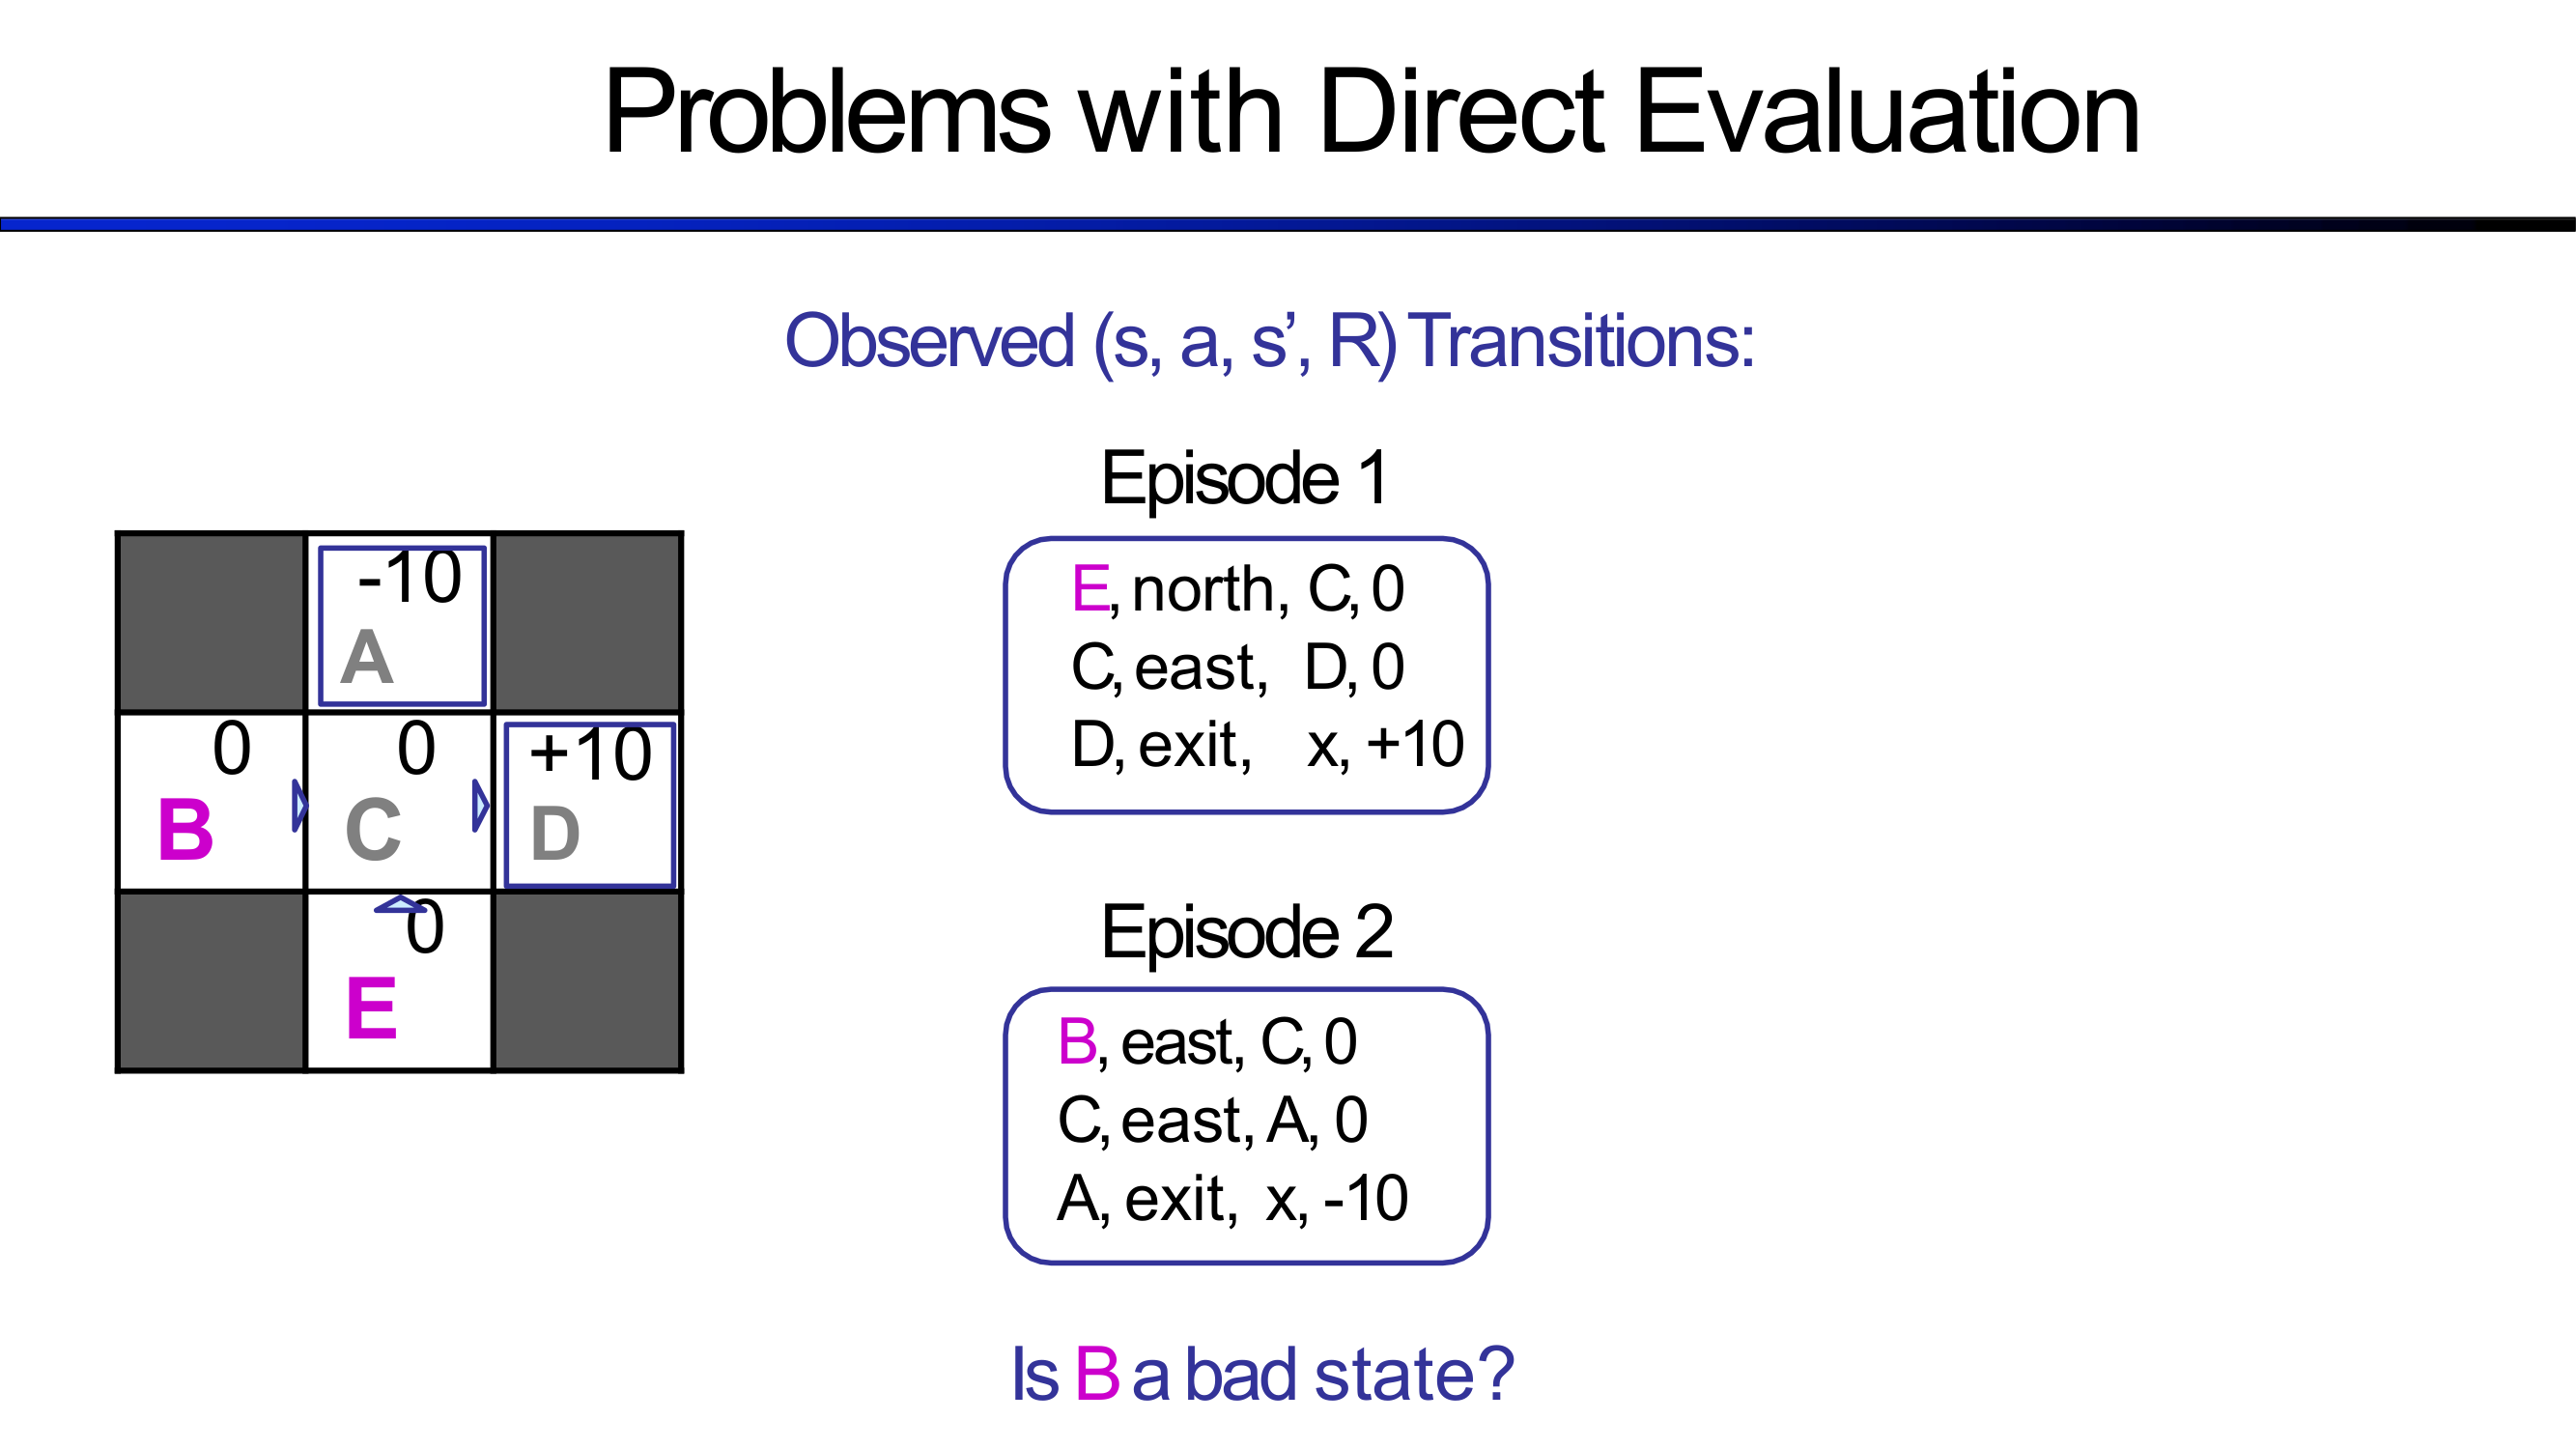 Problems with Direct Evaluation
Observed (s, a, s’, R) Transitions:
-10
A
0
B
0
C
+10
D
0
E
Episode 1
E, north, C, 0
C, east, D, 0
D, exit, x, +10
Episode 2
B, east, C, 0
C, east, A, 0
A, exit, x, -10
Is B a bad state?